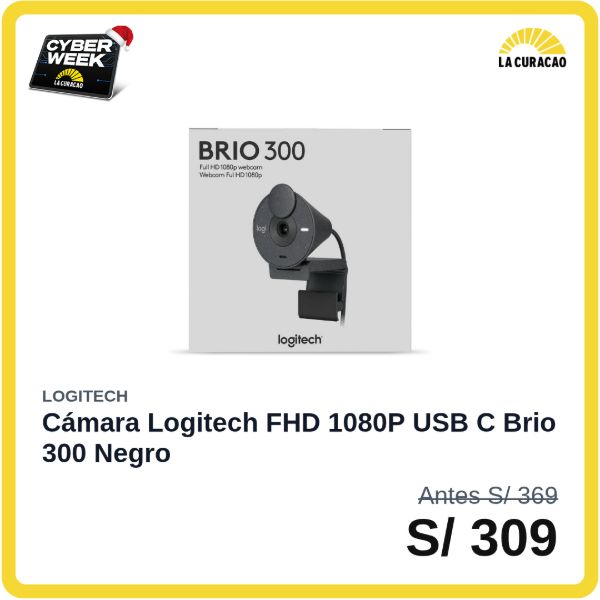 CYBER
WEEK
LA CURACAO
LA CURACAO
BRIO 300
Full HD 1080p webcam
Webcam Full HD 1080p
logi
logitech
LOGITECH
Cámara Logitech FHD 1080P USB C Brio
300 Negro
Antes S/ 369
S/ 309